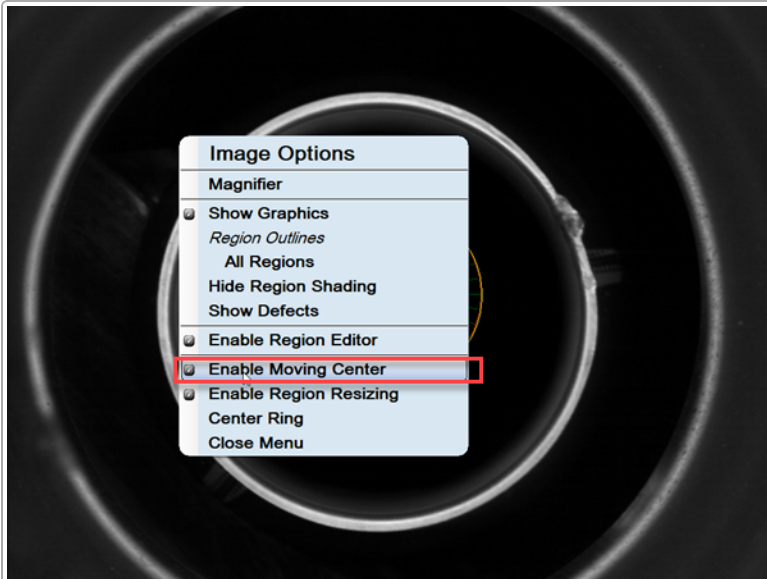 Image Options
Magnifier
Show Graphics
Region Outlines
All Regions
Hide Region Shading
Show Defects
Enable Region Editor
Enable Moving Center
Enable Region Resizing
Center Ring
Close Menu